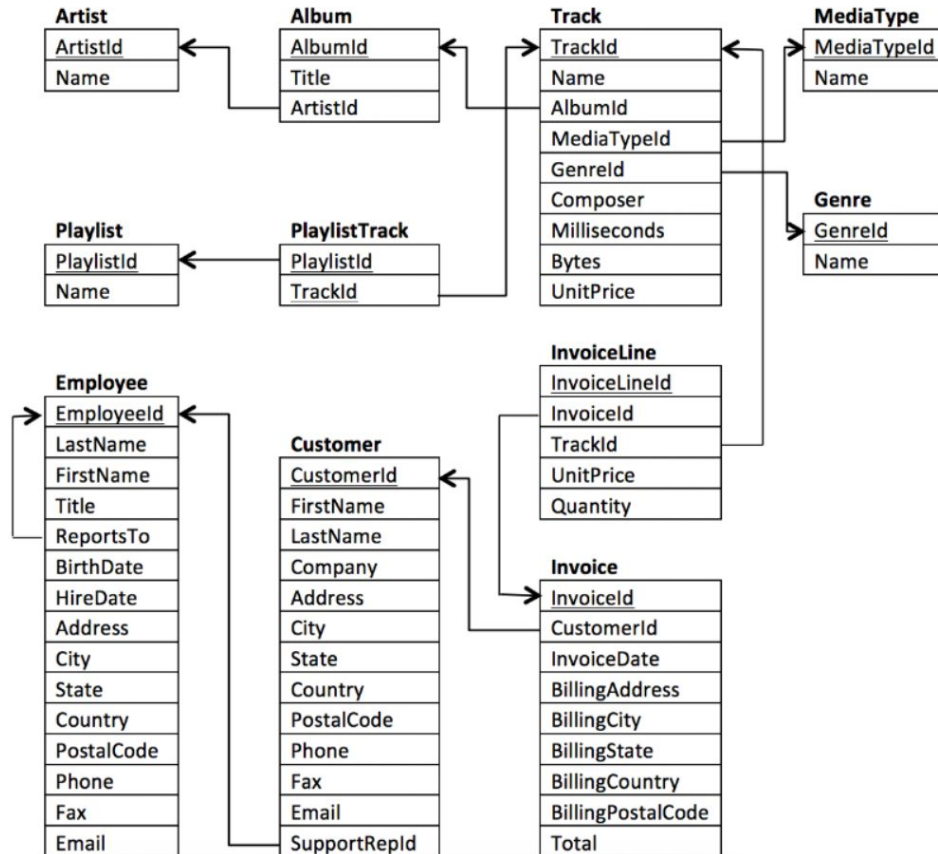 Artist
ArtistId
Name
Album
AlbumId
Title
ArtistId
Track
TrackId
Name
AlbumId
MediaTypeId
GenreId
Composer
Milliseconds
Bytes
UnitPrice
MediaType
MediaTypeId
Name
Genre
GenreId
Name
Playlist
PlaylistId
Name
PlaylistTrack
PlaylistId
TrackId
Employee
EmployeeId
LastName
FirstName
Title
ReportsTo
BirthDate
HireDate
Address
City
State
Country
PostalCode
Phone
Fax
Email
Customer
CustomerId
FirstName
LastName
Company
Address
City
State
Country
PostalCode
Phone
Fax
Email
SupportRepId
InvoiceLine
InvoiceLineId
InvoiceId
TrackId
UnitPrice
Quantity
Invoice
InvoiceId
CustomerId
InvoiceDate
BillingAddress
BillingCity
BillingState
BillingCountry
BillingPostalCode
Total